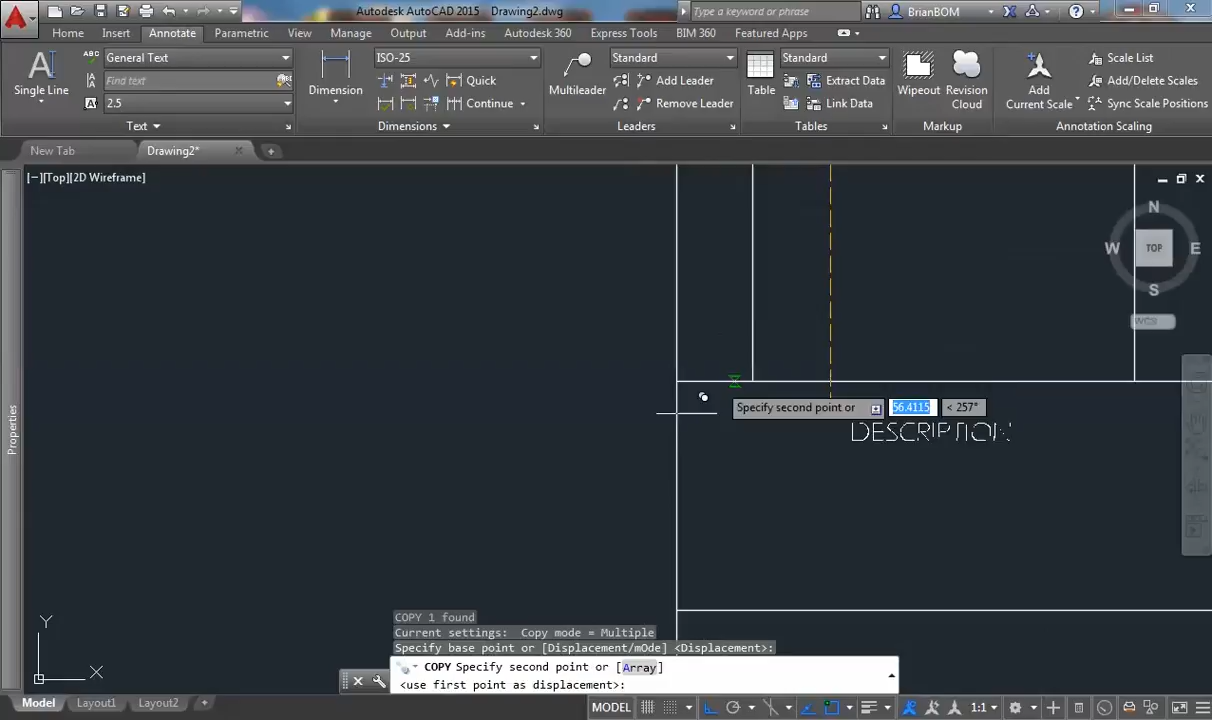 Autodesk AutoCAD 2015 Drawing2.dwg
Type a keyword or phrase
BrianBOM
Home Insert Annotate Parametric View Manage Output Add-ins Autodesk 360 Express Tools BIM 360 Featured Apps
A
Single Line
ABC
General Text
Find text
2.5
Text
Dimension
ISO-25
Quick
Continue
Dimensions
Multileader
Standard
Add Leader
Remove Leader
Leaders
Table
Standard
Extract Data
Link Data
Tables
Wipeout
Revision
Cloud
Markup
Add
Current Scale
Scale List
Add/Delete Scales
Sync Scale Positions
Annotation Scaling
New Tab
Drawing2*
[−][Top][2D Wireframe]
N
W TOP E
S
WCS
Specify second point or 56.4115 < 257°
DESCRIPTION
Properties
Y
X
COPY 1 found
Current settings: Copy mode = Multiple
Specify base point or [Displacement/mOde] <Displacement>:
COPY Specify second point or [Array]
<use first point as displacement>:
Model Layout1 Layout2 +
MODEL
1:1